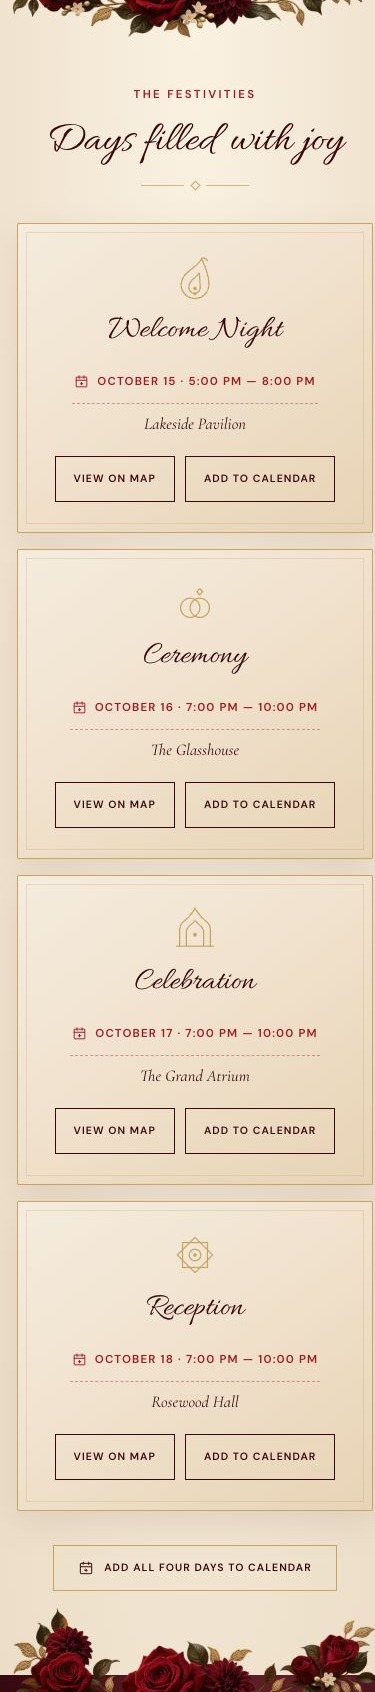 THE FESTIVITIES
Days filled with joy
Welcome Night
OCTOBER 15 · 5:00 PM — 8:00 PM
Lakeside Pavilion
VIEW ON MAP
ADD TO CALENDAR
Ceremony
OCTOBER 16 · 7:00 PM — 10:00 PM
The Glasshouse
VIEW ON MAP
ADD TO CALENDAR
Celebration
OCTOBER 17 · 7:00 PM — 10:00 PM
The Grand Atrium
VIEW ON MAP
ADD TO CALENDAR
Reception
OCTOBER 18 · 7:00 PM — 10:00 PM
Rosewood Hall
VIEW ON MAP
ADD TO CALENDAR
ADD ALL FOUR DAYS TO CALENDAR